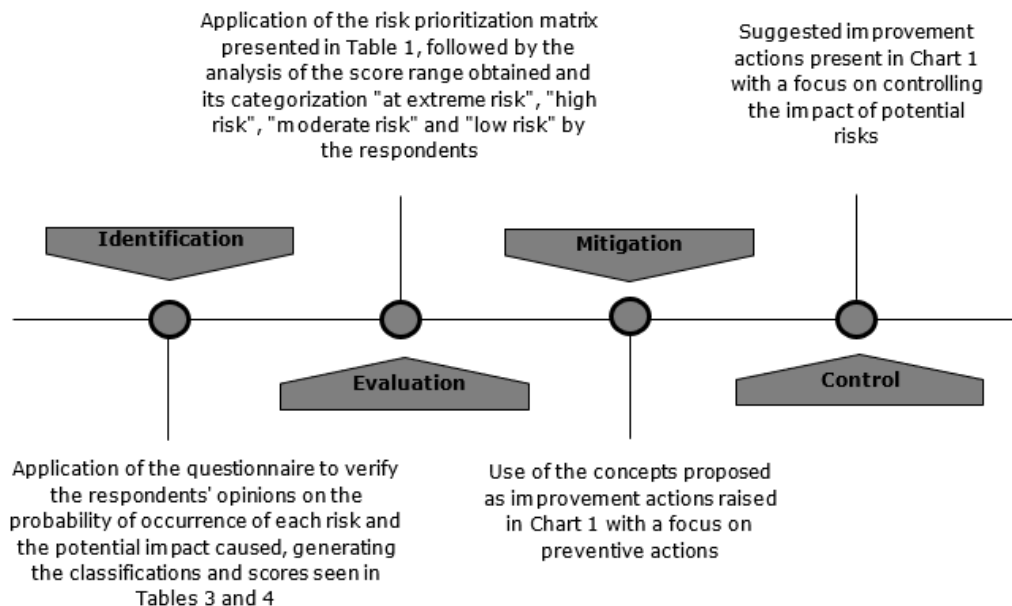 Application of the risk prioritization matrix
presented in Table 1, followed by the
analysis of the score range obtained and
its categorization "at extreme risk", "high
risk", "moderate risk" and "low risk" by
the respondents
Suggested improvement
actions present in Chart 1
with a focus on controlling
the impact of potential
risks
Identification
Mitigation
Evaluation
Control
Application of the questionnaire to verify
the respondents' opinions on the
probability of occurrence of each risk and
the potential impact caused, generating
the classifications and scores seen in
Tables 3 and 4
Use of the concepts proposed
as improvement actions raised
in Chart 1 with a focus on
preventive actions